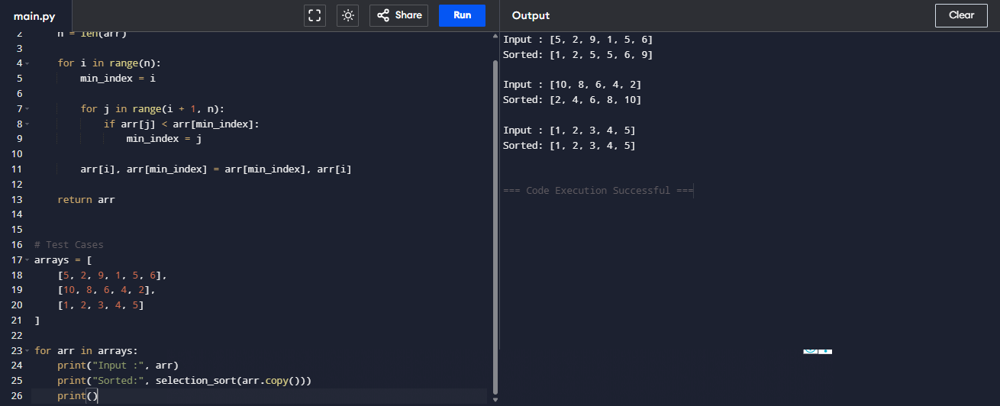 main.py
Share
Run
Output
Clear
2     n = len(arr)
3
4     for i in range(n):
5         min_index = i
6
7         for j in range(i + 1, n):
8             if arr[j] < arr[min_index]:
9                 min_index = j
10
11         arr[i], arr[min_index] = arr[min_index], arr[i]
12
13     return arr
14
15
16 # Test Cases
17 arrays = [
18     [5, 2, 9, 1, 5, 6],
19     [10, 8, 6, 4, 2],
20     [1, 2, 3, 4, 5]
21 ]
22
23 for arr in arrays:
24     print("Input :", arr)
25     print("Sorted:", selection_sort(arr.copy()))
26     print()
Input : [5, 2, 9, 1, 5, 6]
Sorted: [1, 2, 5, 5, 6, 9]
Input : [10, 8, 6, 4, 2]
Sorted: [2, 4, 6, 8, 10]
Input : [1, 2, 3, 4, 5]
Sorted: [1, 2, 3, 4, 5]
=== Code Execution Successful ===